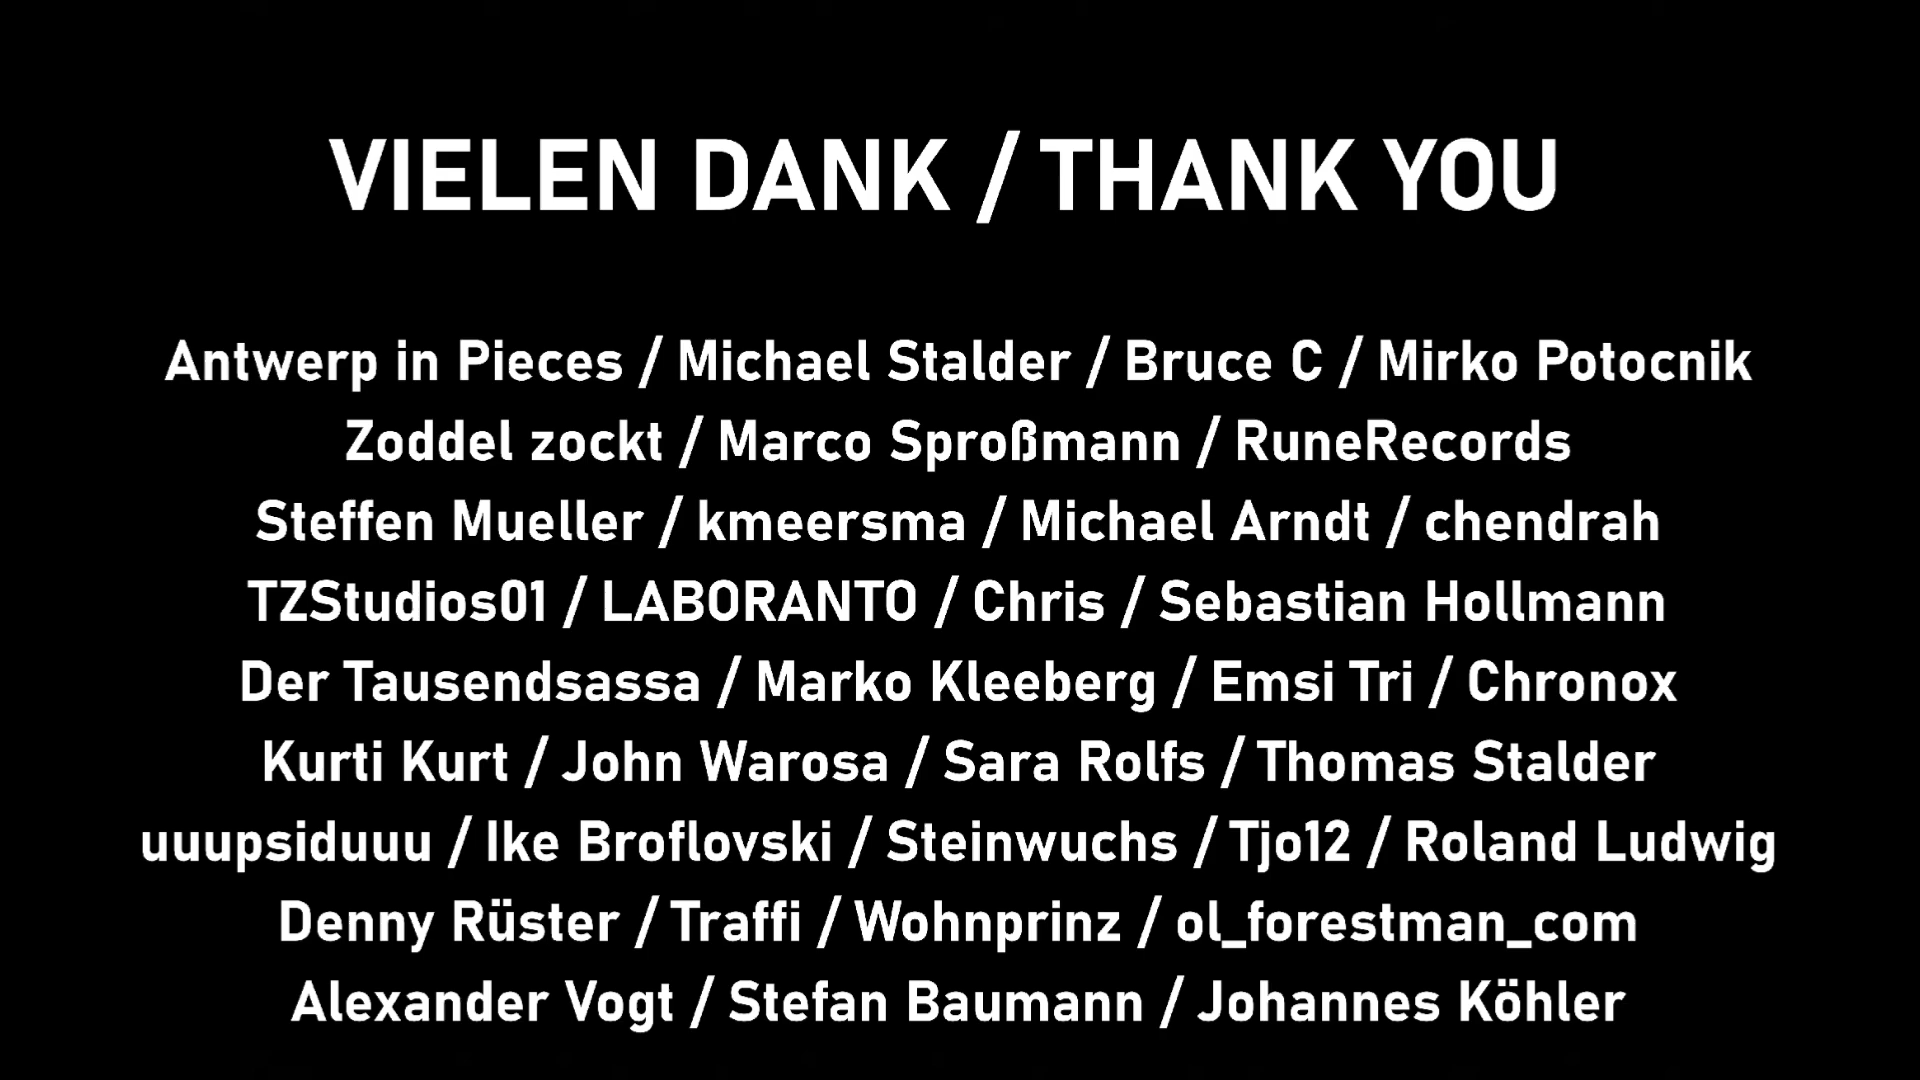 VIELEN DANK / THANK YOU
Antwerp in Pieces / Michael Stalder / Bruce C / Mirko Potocnik
Zoddel zockt / Marco Sproßmann / RuneRecords
Steffen Mueller / kmeersma / Michael Arndt / chendrah
TZStudios01 / LABORANTO / Chris / Sebastian Hollmann
Der Tausendsassa / Marko Kleeberg / Emsi Tri / Chronox
Kurti Kurt / John Warosa / Sara Rolfs / Thomas Stalder
uuupsiduuu / Ike Broflovski / Steinwuchs / Tjo12 / Roland Ludwig
Denny Rüster / Traffi / Wohnprinz / ol_forestman_com
Alexander Vogt / Stefan Baumann / Johannes Köhler